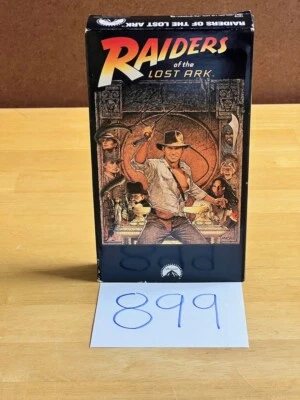 RAIDERS OF THE LOST ARK
RAIDERS
of the
LOST ARK.
899